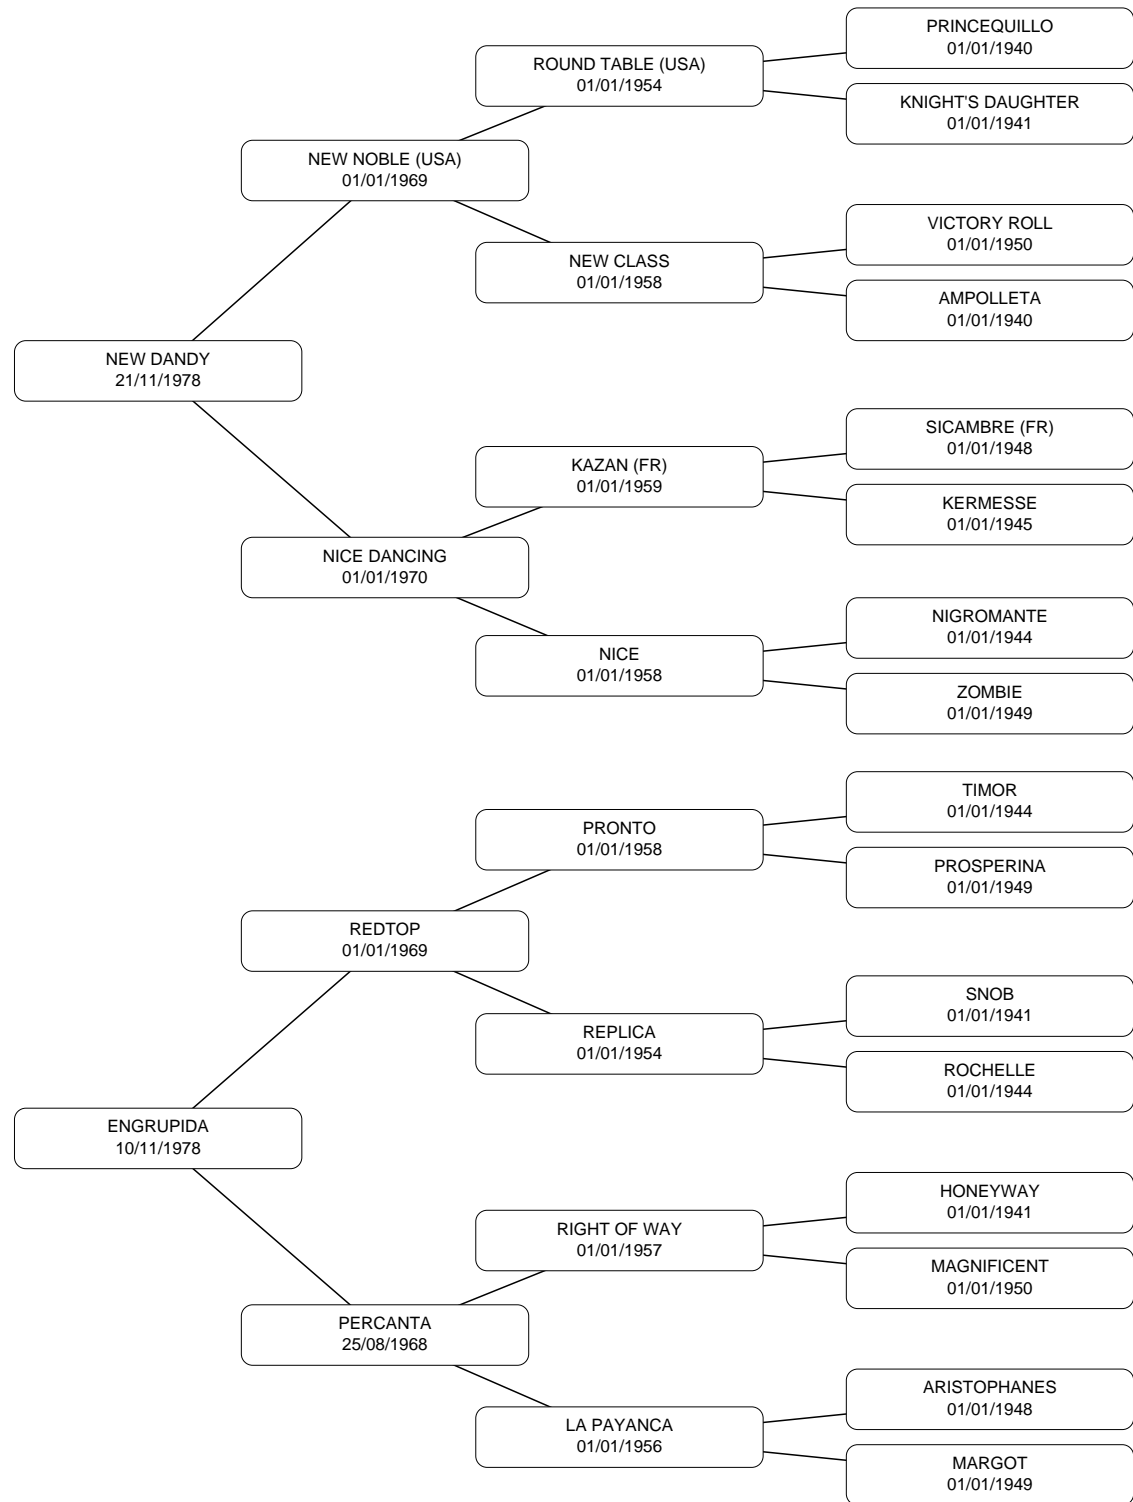 PRINCEQUILLO
01/01/1940
ROUND TABLE (USA)
01/01/1954
KNIGHT'S DAUGHTER
01/01/1941
NEW NOBLE (USA)
01/01/1969
VICTORY ROLL
01/01/1950
NEW CLASS
01/01/1958
AMPOLLETA
01/01/1940
NEW DANDY
21/11/1978
SICAMBRE (FR)
01/01/1948
KAZAN (FR)
01/01/1959
KERMESSE
01/01/1945
NICE DANCING
01/01/1970
NIGROMANTE
01/01/1944
NICE
01/01/1958
ZOMBIE
01/01/1949
TIMOR
01/01/1944
PRONTO
01/01/1958
PROSPERINA
01/01/1949
REDTOP
01/01/1969
SNOB
01/01/1941
REPLICA
01/01/1954
ROCHELLE
01/01/1944
ENGRUPIDA
10/11/1978
HONEYWAY
01/01/1941
RIGHT OF WAY
01/01/1957
MAGNIFICENT
01/01/1950
PERCANTA
25/08/1968
ARISTOPHANES
01/01/1948
LA PAYANCA
01/01/1956
MARGOT
01/01/1949